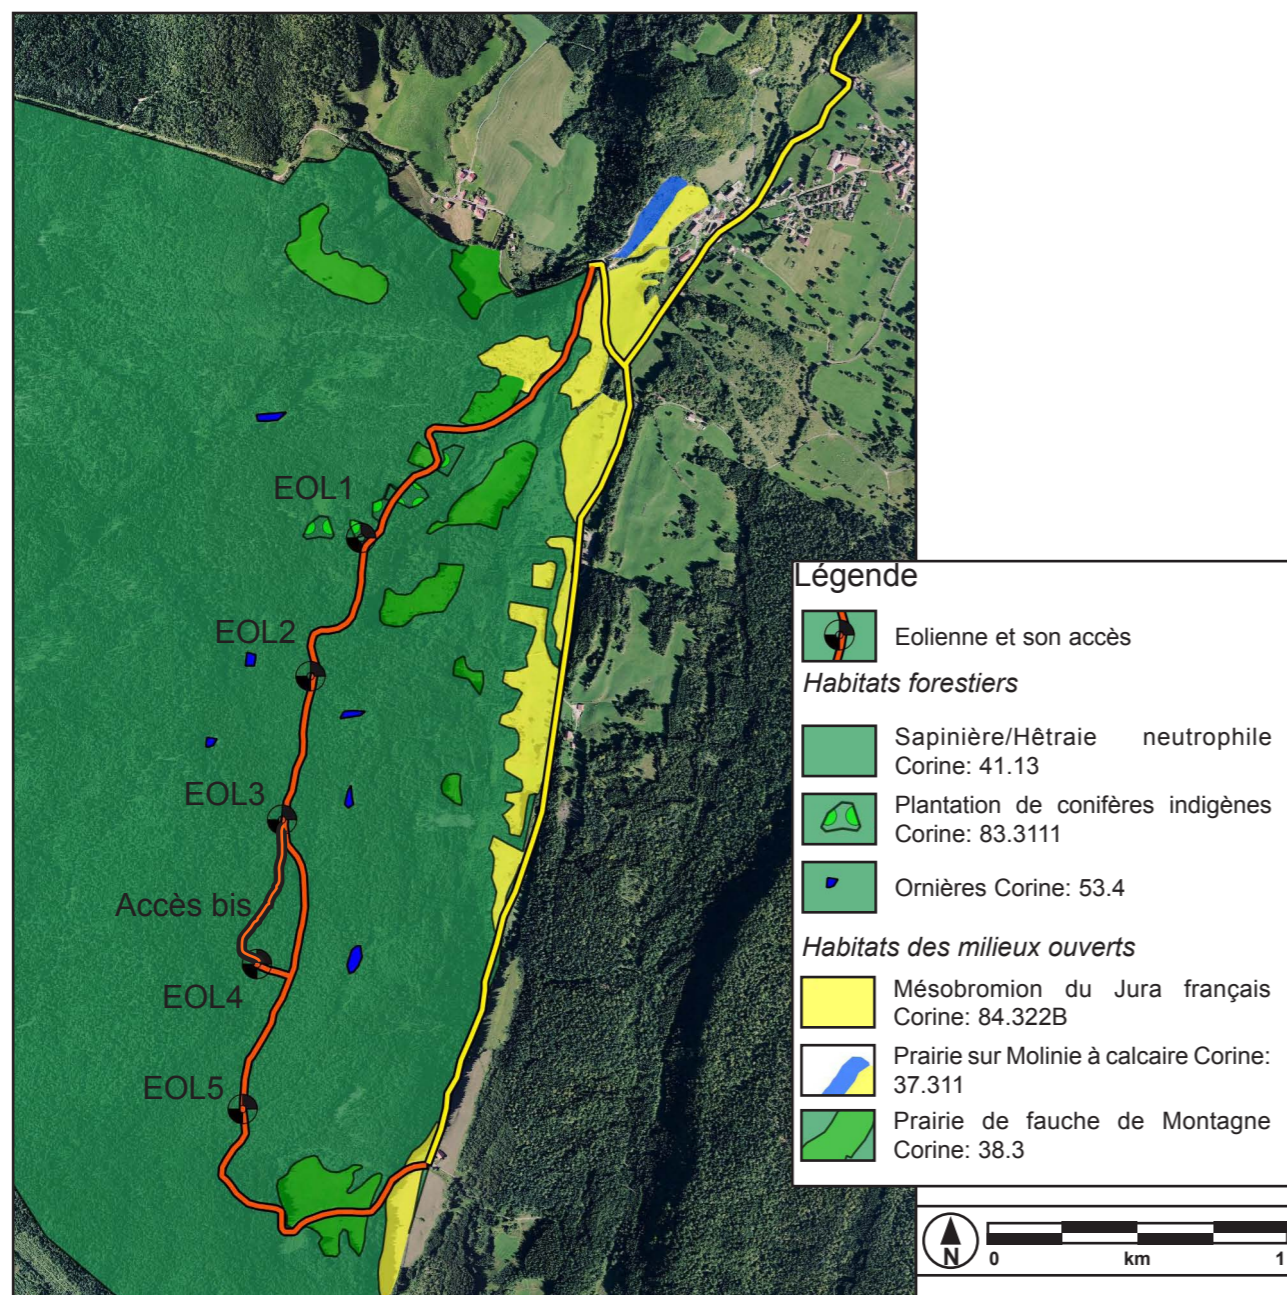 EOL1
EOL2
EOL3
Accès bis
EOL4
EOL5
Légende
Eolienne et son accès
Habitats forestiers
Sapinière/Hêtraie neutrophile
Corine: 41.13
Plantation de conifères indigènes
Corine: 83.3111
Ornières Corine: 53.4
Habitats des milieux ouverts
Mésobromion du Jura français
Corine: 84.322B
Prairie sur Molinie à calcaire Corine:
37.311
Prairie de fauche de Montagne
Corine: 38.3
N
0 km 1